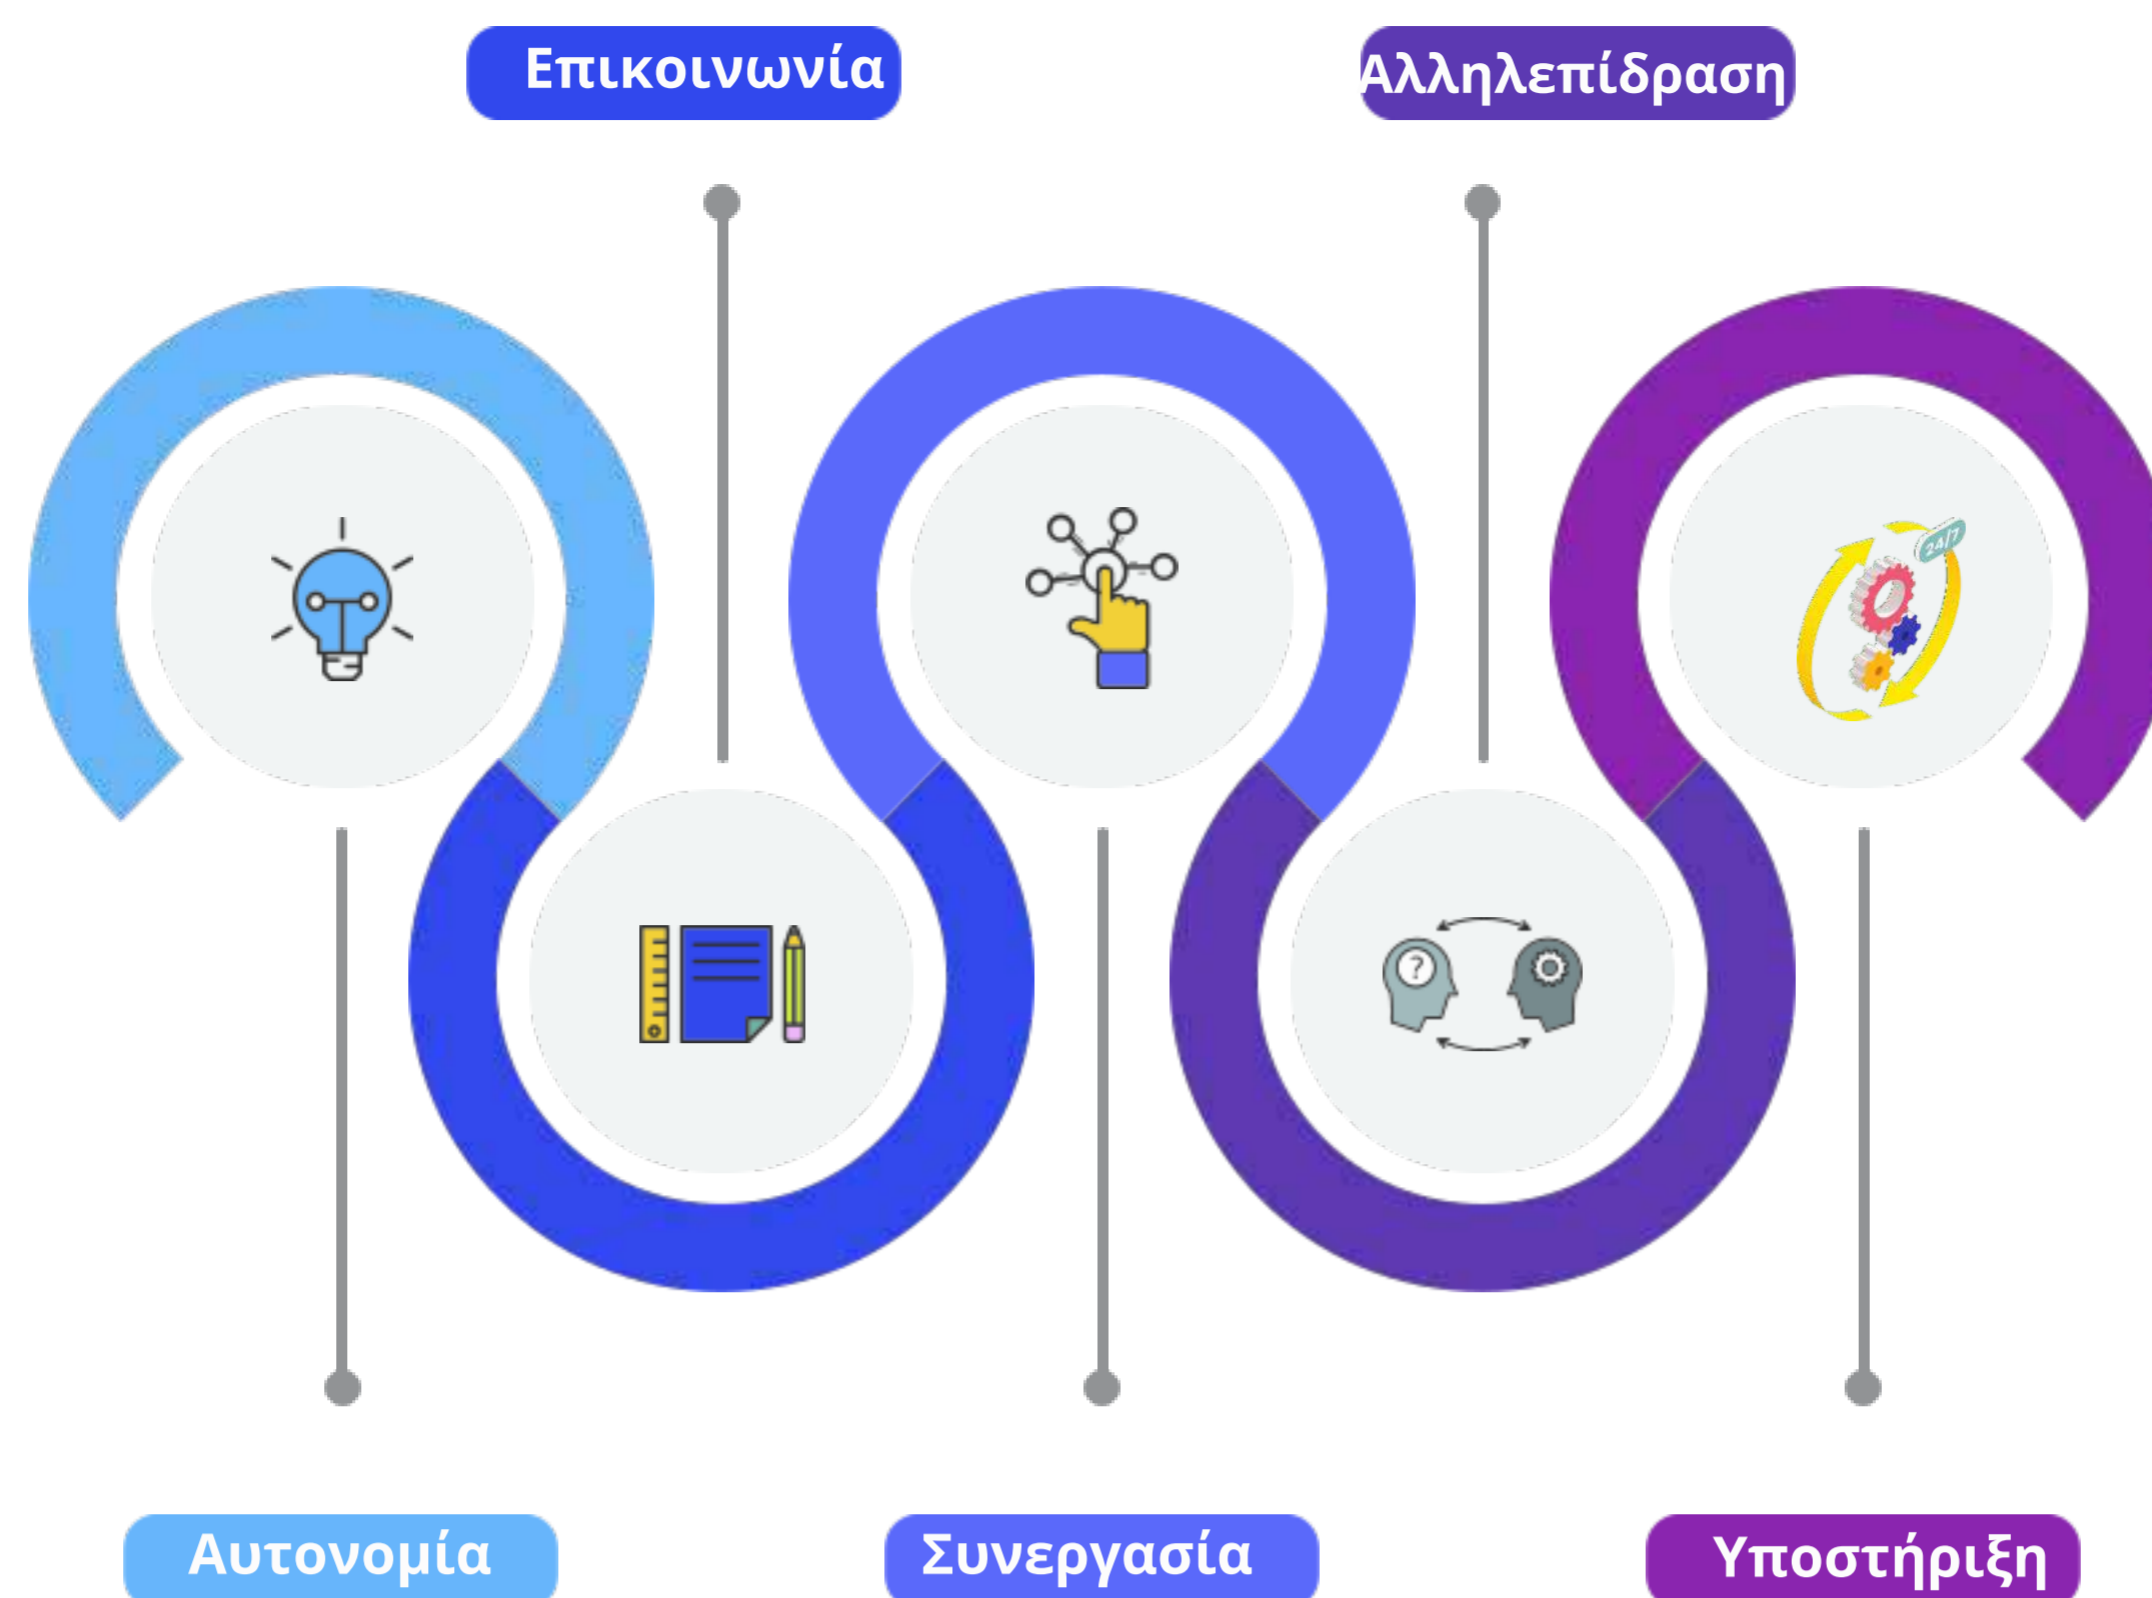 Επικοινωνία
Αλληλεπίδραση
24/7
?
Αυτονομία
Συνεργασία
Υποστήριξη